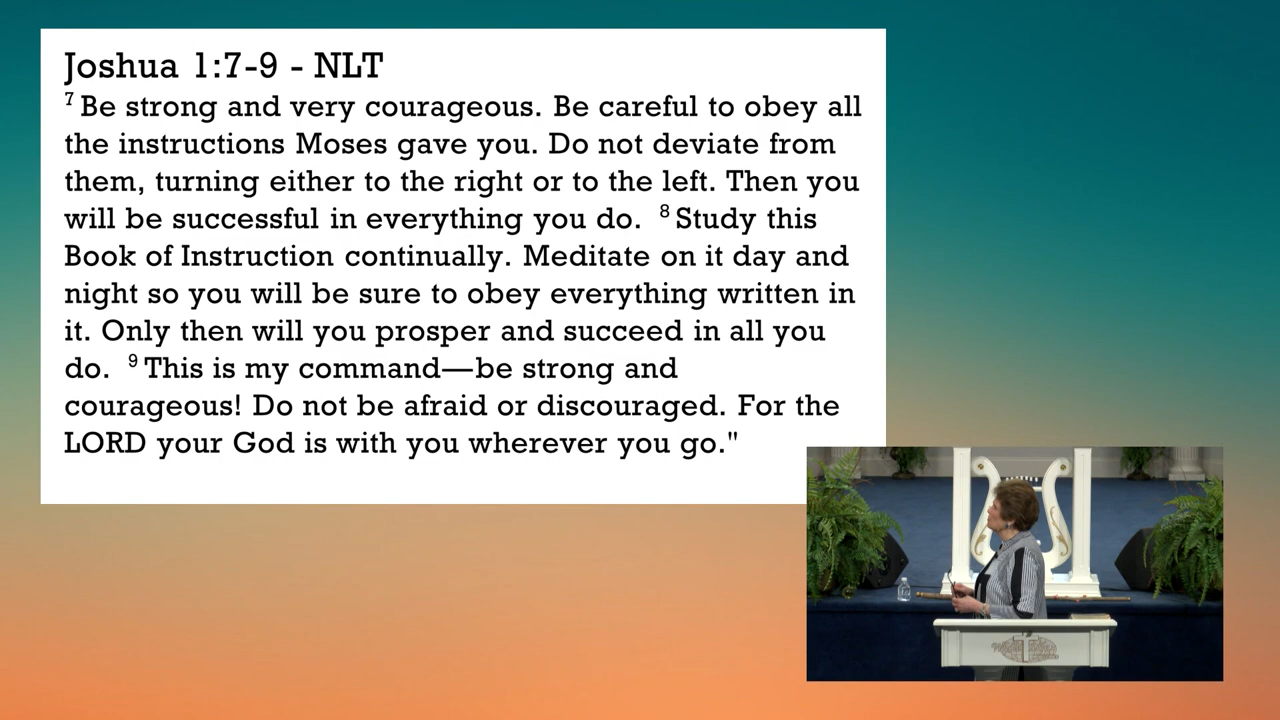 Joshua 1:7-9 - NLT
7 Be strong and very courageous. Be careful to obey all
the instructions Moses gave you. Do not deviate from
them, turning either to the right or to the left. Then you
will be successful in everything you do. 8 Study this
Book of Instruction continually. Meditate on it day and
night so you will be sure to obey everything written in
it. Only then will you prosper and succeed in all you
do. 9 This is my command—be strong and
courageous! Do not be afraid or discouraged. For the
LORD your God is with you wherever you go."